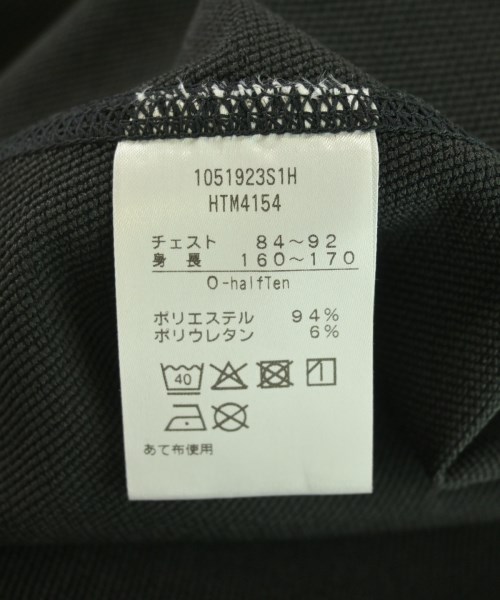 1051923S1H
HTM4154
チェスト 84～92
身長 160～170
O-halfTen
ポリエステル 94%
ポリウレタン 6%
40
あて布使用